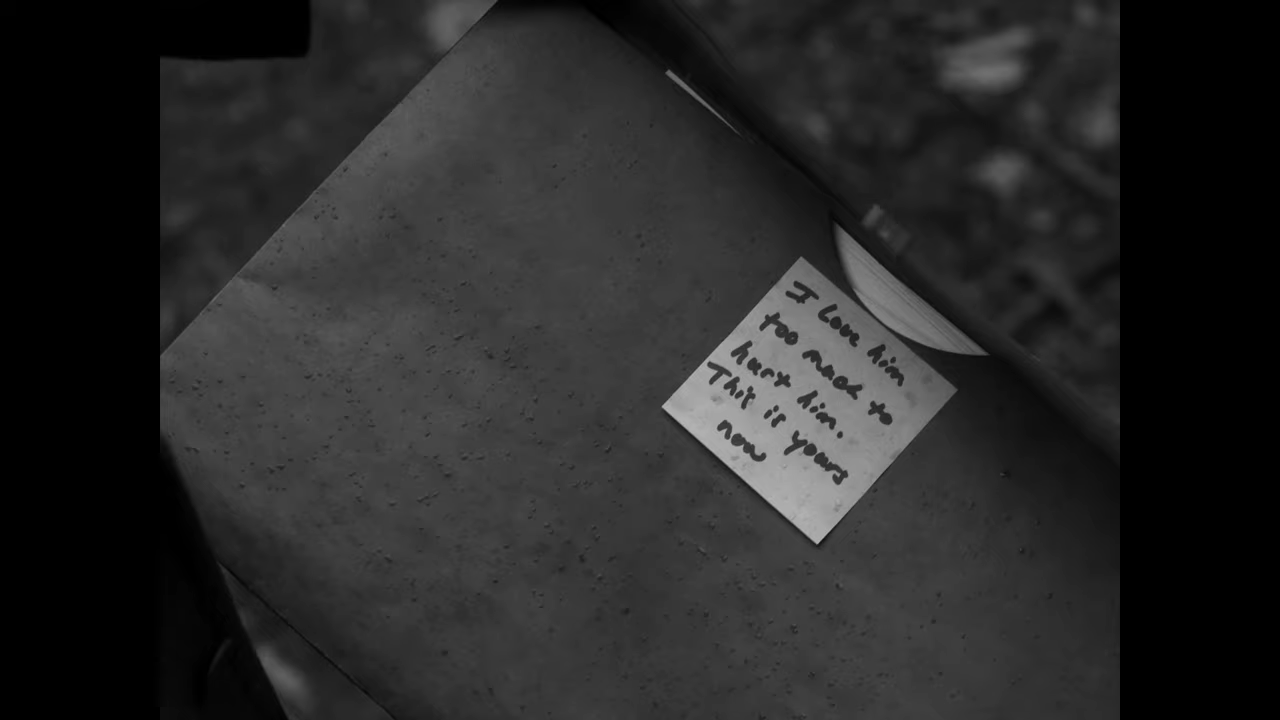 I love him
too much to
hurt him.
This is yours
now